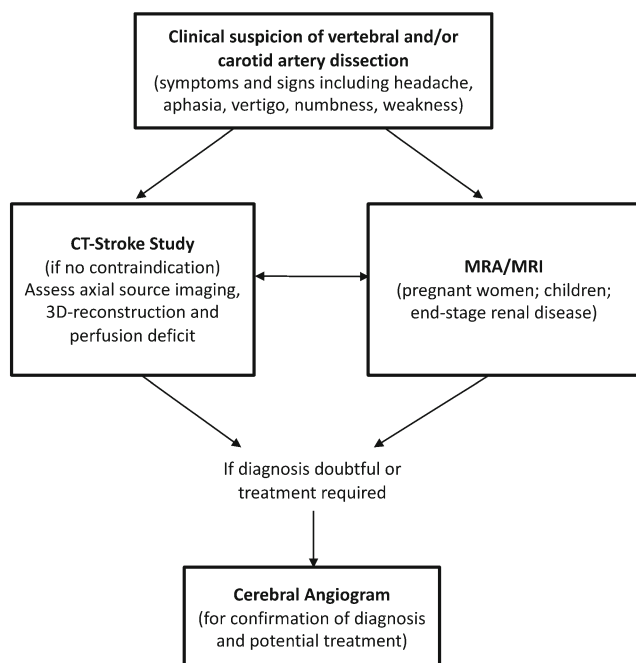 Clinical suspicion of vertebral and/or
carotid artery dissection
(symptoms and signs including headache,
aphasia, vertigo, numbness, weakness)
CT-Stroke Study
(if no contraindication)
Assess axial source imaging,
3D-reconstruction and
perfusion deficit
MRA/MRI
(pregnant women; children;
end-stage renal disease)
If diagnosis doubtful or
treatment required
Cerebral Angiogram
(for confirmation of diagnosis
and potential treatment)